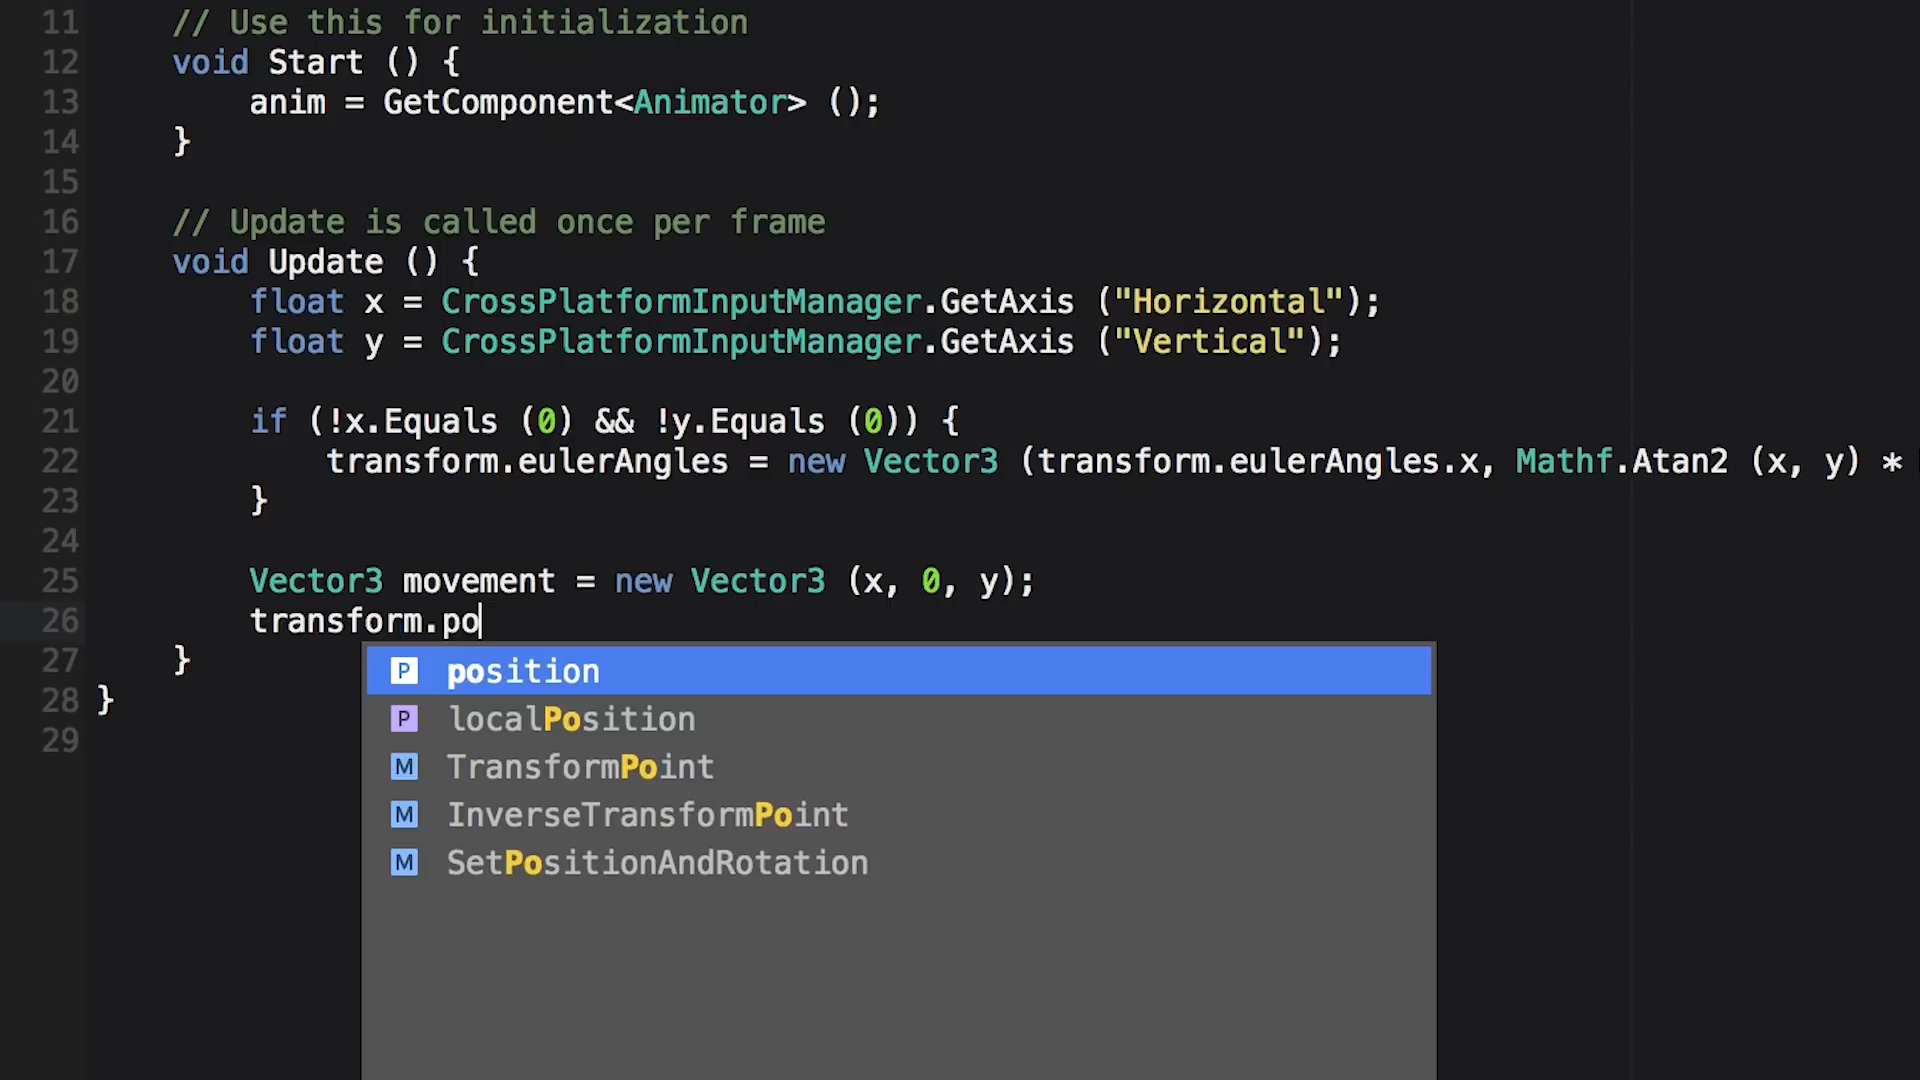 11 // Use this for initialization
12 void Start () {
13 anim = GetComponent<Animator> ();
14 }
15
16 // Update is called once per frame
17 void Update () {
18 float x = CrossPlatformInputManager.GetAxis ("Horizontal");
19 float y = CrossPlatformInputManager.GetAxis ("Vertical");
20
21 if (!x.Equals (0) && !y.Equals (0)) {
22 transform.eulerAngles = new Vector3 (transform.eulerAngles.x, Mathf.Atan2 (x, y) *
23 }
24
25 Vector3 movement = new Vector3 (x, 0, y);
26 transform.po
27 }
28 }
29
P position
P localPosition
M TransformPoint
M InverseTransformPoint
M SetPositionAndRotation